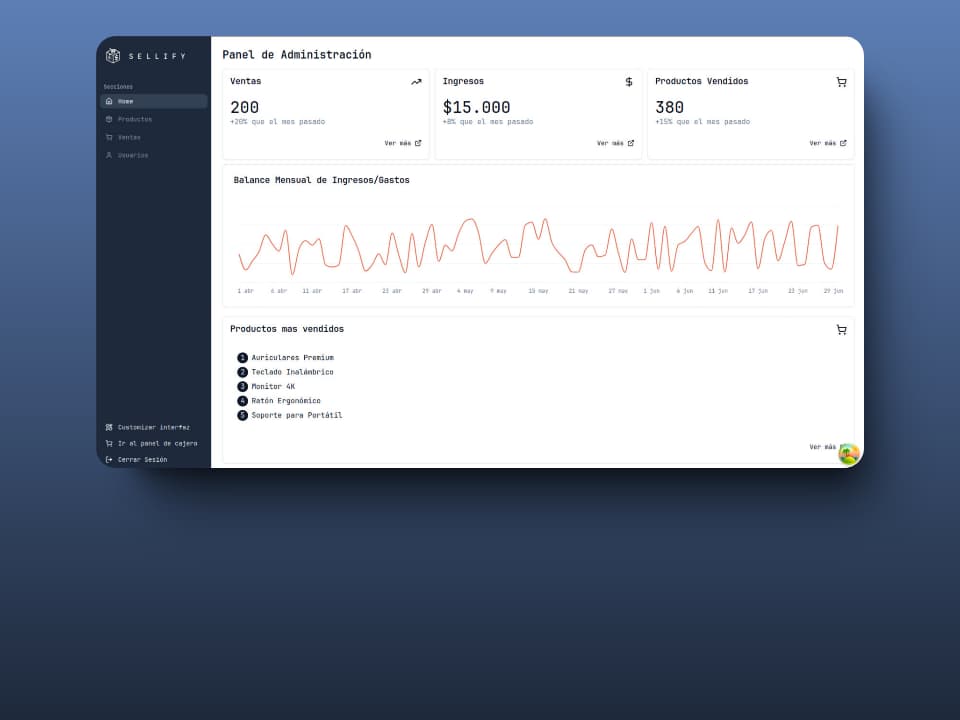 SELLIFY
Secciones
Home
Productos
Ventas
Usuarios
Customizar interfaz
Ir al panel de cajero
Cerrar Sesión
Panel de Administración
Ventas
200
+20% que el mes pasado
Ver más
Ingresos
$15.000
+8% que el mes pasado
Ver más
Productos Vendidos
380
+15% que el mes pasado
Ver más
Balance Mensual de Ingresos/Gastos
1 abr 6 abr 11 abr 17 abr 23 abr 29 abr 4 may 9 may 15 may 21 may 27 may 1 jun 6 jun 11 jun 17 jun 23 jun 29 jun
Productos mas vendidos
1 Auriculares Premium
2 Teclado Inalámbrico
3 Monitor 4K
4 Ratón Ergonómico
5 Soporte para Portátil
Ver más